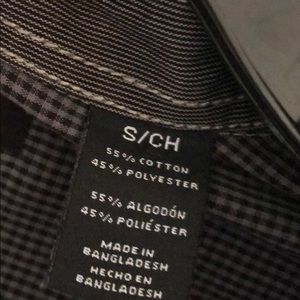 S/CH
55% COTTON
45% POLYESTER
55% ALGODÓN
45% POLIÉSTER
MADE IN
BANGLADESH
HECHO EN
BANGLADESH